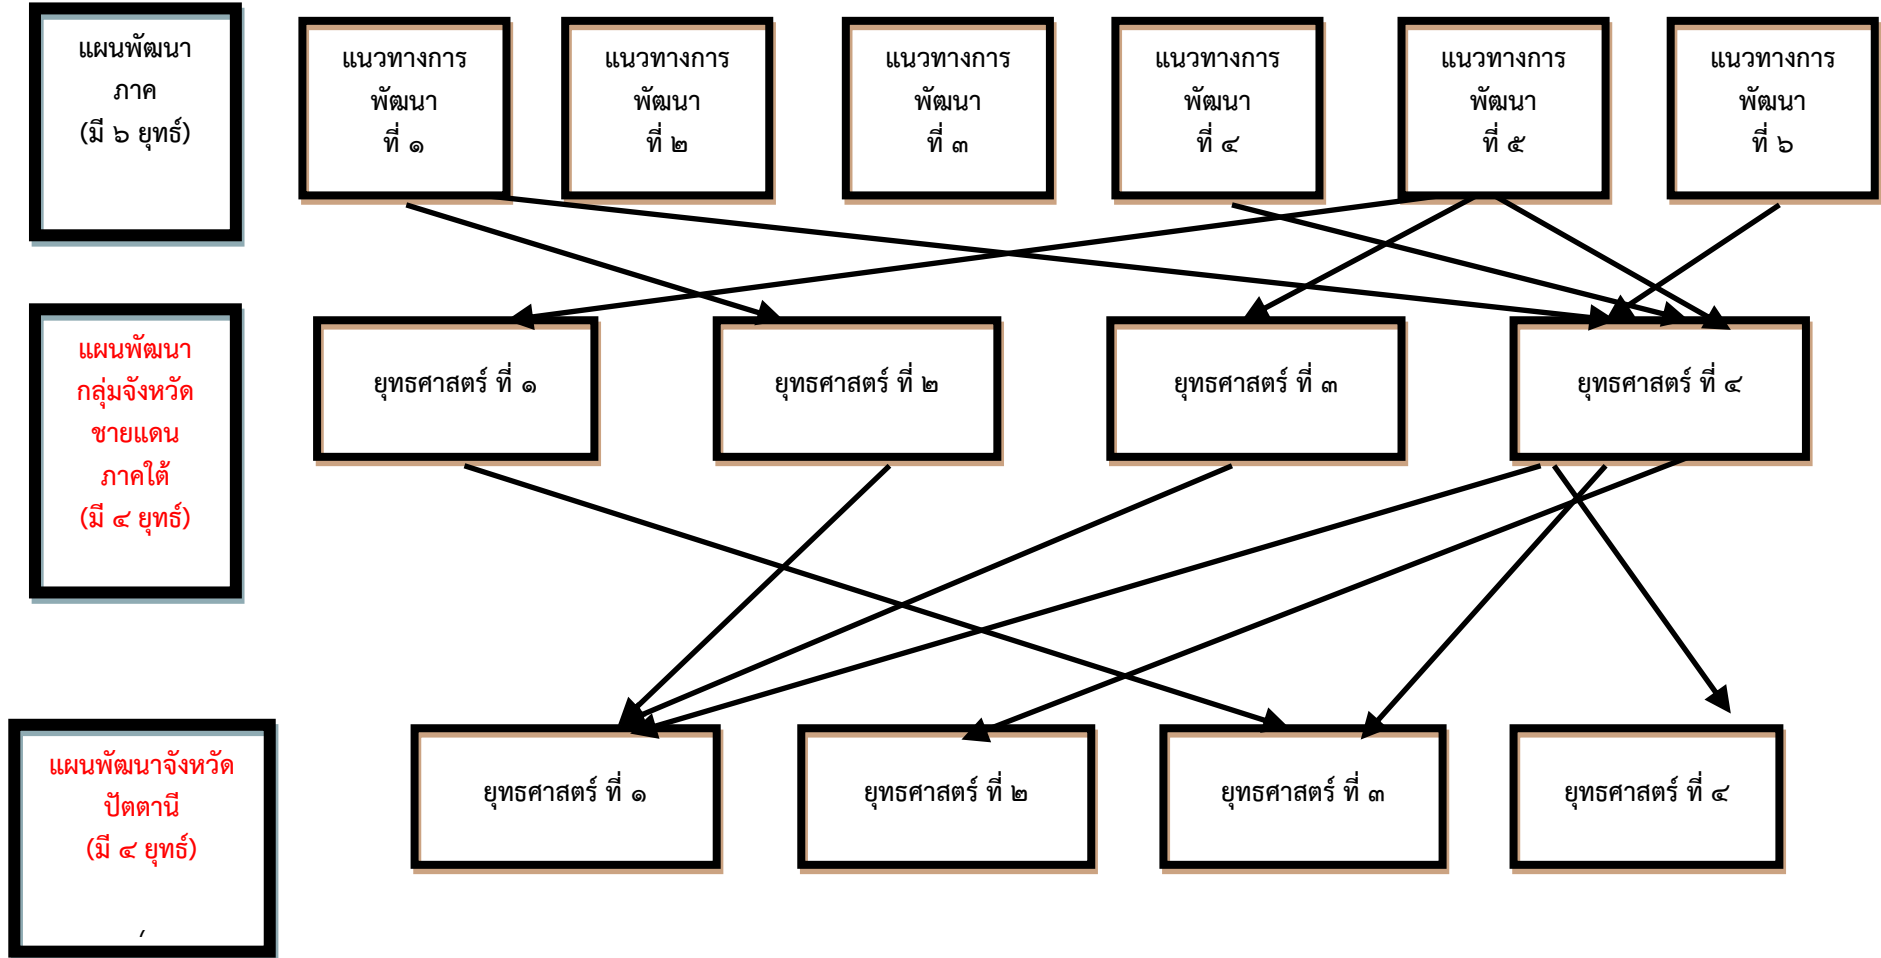 แผนพัฒนา
ภาค
(มี ๖ ยุทธ์)
แนวทางการ
พัฒนา
ที่ ๑
แนวทางการ
พัฒนา
ที่ ๒
แนวทางการ
พัฒนา
ที่ ๓
แนวทางการ
พัฒนา
ที่ ๔
แนวทางการ
พัฒนา
ที่ ๕
แนวทางการ
พัฒนา
ที่ ๖
แผนพัฒนา
กลุ่มจังหวัด
ชายแดน
ภาคใต้
(มี ๔ ยุทธ์)
ยุทธศาสตร์ ที่ ๑
ยุทธศาสตร์ ที่ ๒
ยุทธศาสตร์ ที่ ๓
ยุทธศาสตร์ ที่ ๔
แผนพัฒนาจังหวัด
ปัตตานี
(มี ๔ ยุทธ์)
ยุทธศาสตร์ ที่ ๑
ยุทธศาสตร์ ที่ ๒
ยุทธศาสตร์ ที่ ๓
ยุทธศาสตร์ ที่ ๔